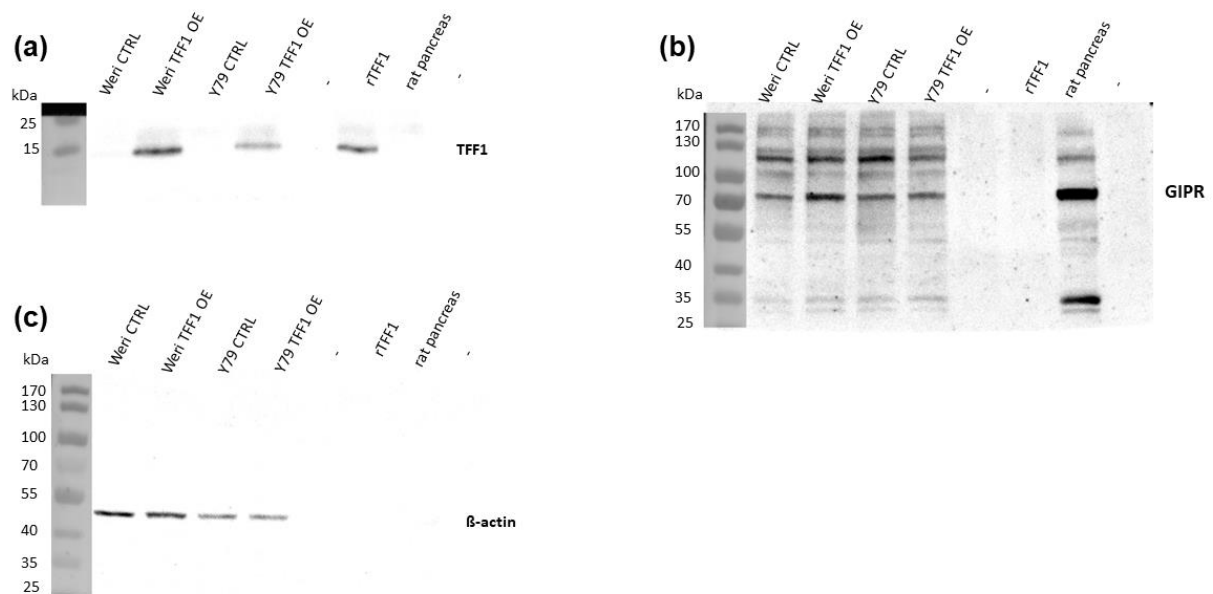 (a)
Weri CTRL
Weri TFF1 OE
Y79 CTRL
Y79 TFF1 OE
-
rTFF1
rat pancreas
-
kDa
25
15
TFF1
(b)
Weri CTRL
Weri TFF1 OE
Y79 CTRL
Y79 TFF1 OE
-
rTFF1
rat pancreas
-
kDa
170
130
100
70
55
40
35
25
GIPR
(c)
Weri CTRL
Weri TFF1 OE
Y79 CTRL
Y79 TFF1 OE
-
rTFF1
rat pancreas
-
kDa
170
130
100
70
55
40
35
25
ß-actin